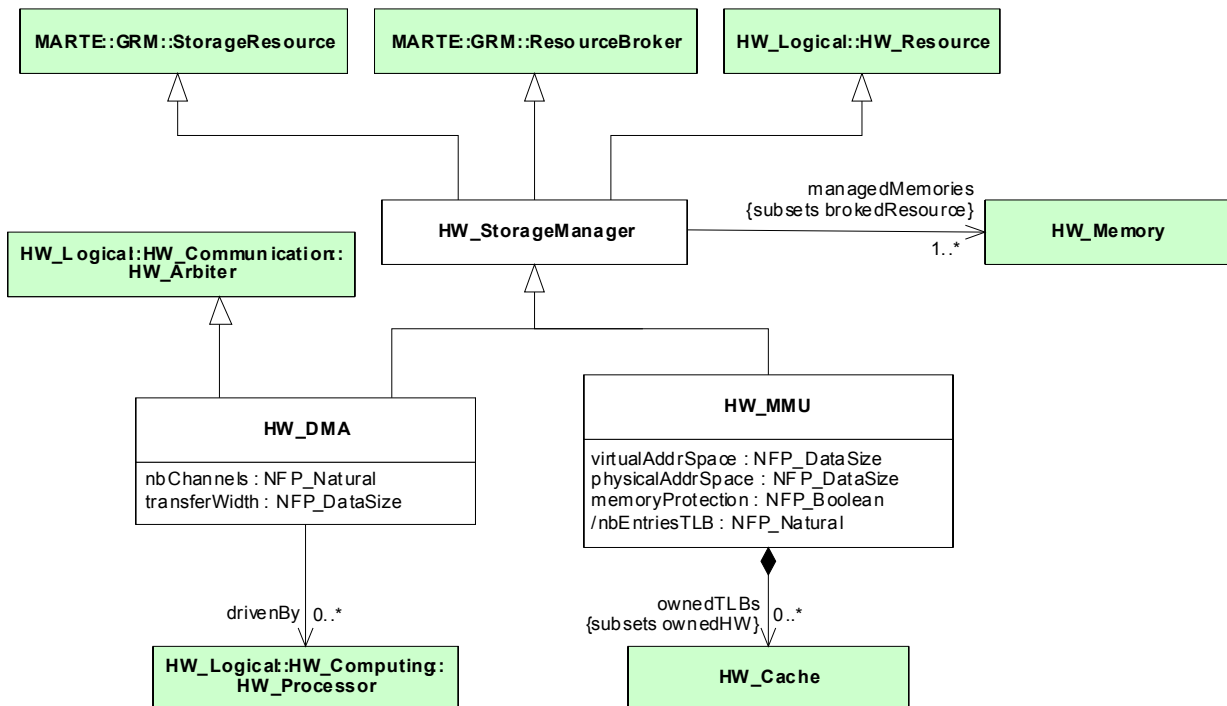 MARTE::GRM::StorageResource
MARTE::GRM::ResourceBroker
HW_Logical::HW_Resource
managedMemories
{subsets brokedResource}
HW_StorageManager
HW_Memory
1..*
HW_Logical::HW_Communication::
HW_Arbiter
HW_DMA
nbChannels : NFP_Natural
transferWidth : NFP_DataSize
HW_MMU
virtualAddrSpace : NFP_DataSize
physicalAddrSpace : NFP_DataSize
memoryProtection : NFP_Boolean
/nbEntriesTLB : NFP_Natural
drivenBy 0..*
ownedTLBs
{subsets ownedHW}
0..*
HW_Logical::HW_Computing::
HW_Processor
HW_Cache